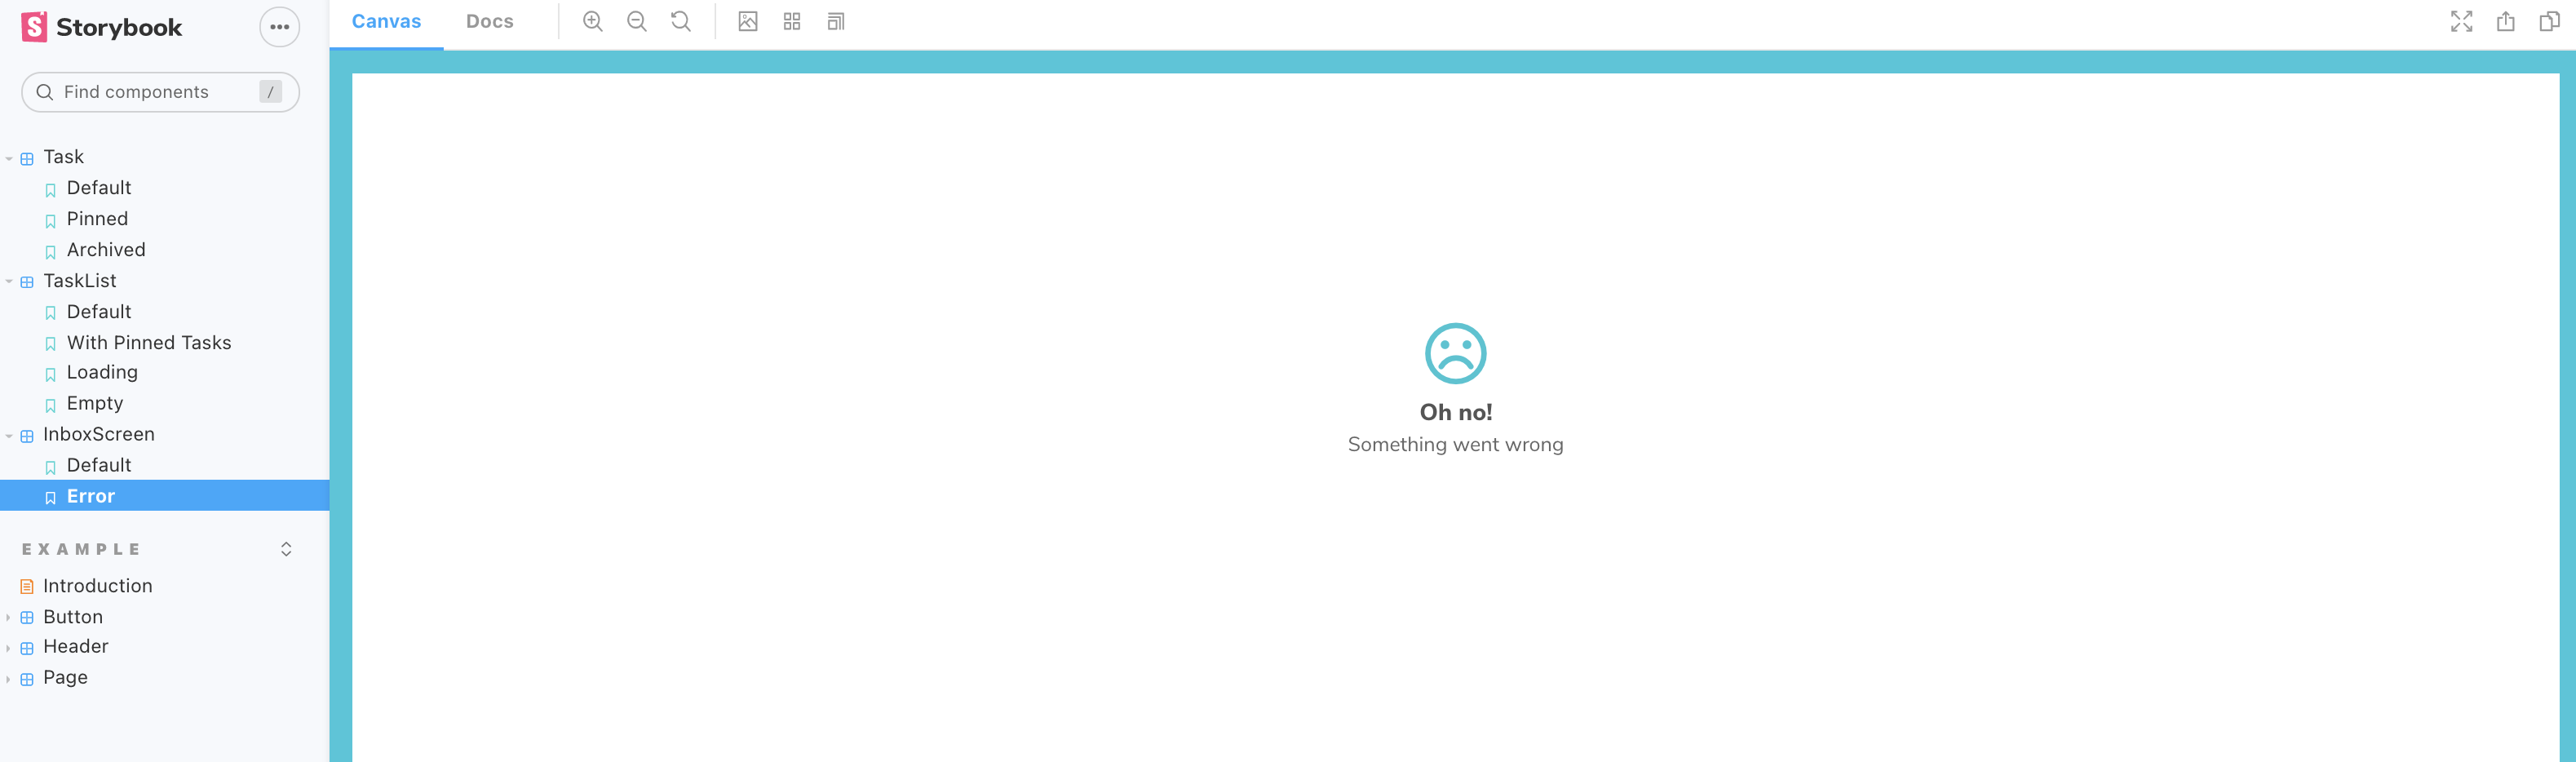 Storybook
Find components /
Task
Default
Pinned
Archived
TaskList
Default
With Pinned Tasks
Loading
Empty
InboxScreen
Default
Error
EXAMPLE
Introduction
Button
Header
Page
Canvas Docs
Oh no!
Something went wrong